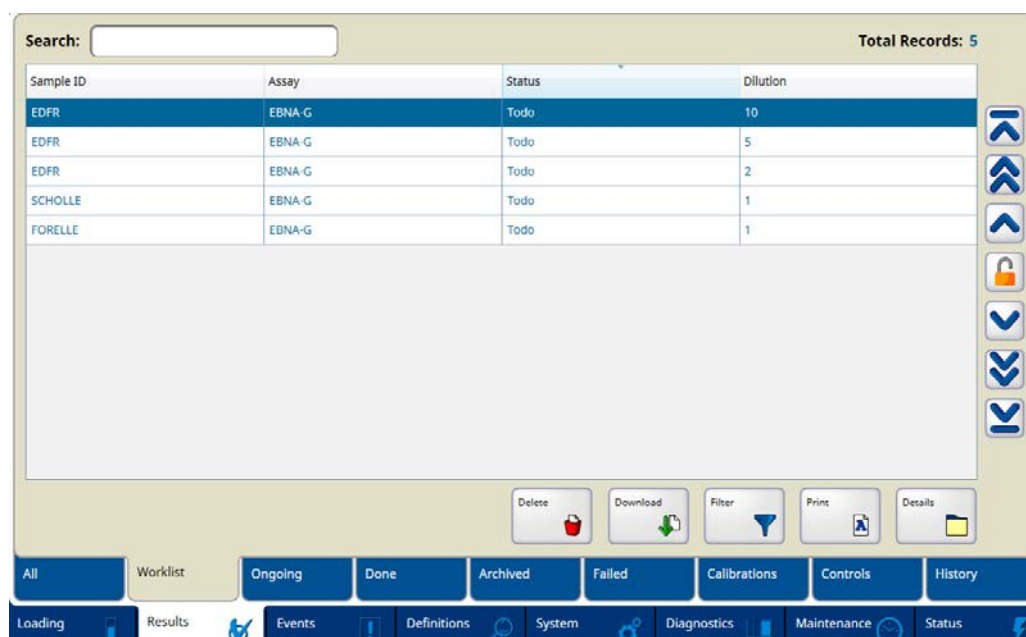 Search: Total Records: 5
Sample ID Assay Status Dilution
EDFR EBNA-G Todo 10
EDFR EBNA-G Todo 5
EDFR EBNA-G Todo 2
SCHOLLE EBNA-G Todo 1
FORELLE EBNA-G Todo 1
Delete Download Filter Print Details
All Worklist Ongoing Done Archived Failed Calibrations Controls History
Loading Results Events Definitions System Diagnostics Maintenance Status